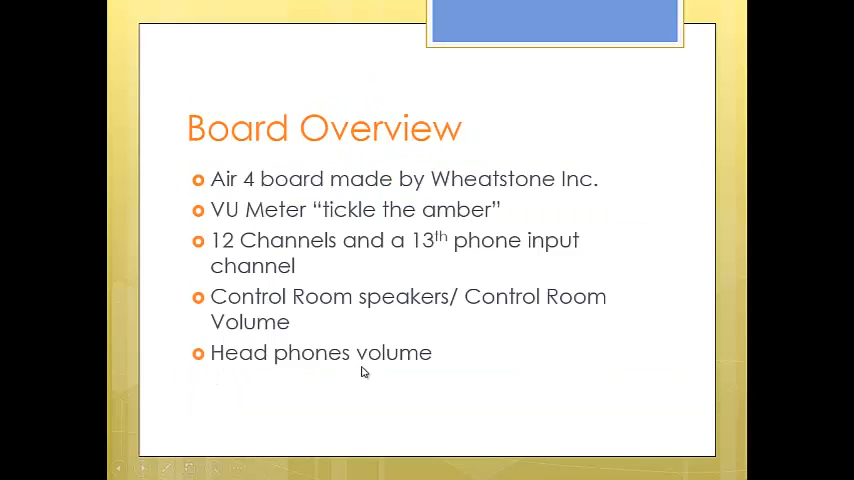 Board Overview
Air 4 board made by Wheatstone Inc.
VU Meter “tickle the amber”
12 Channels and a 13th phone input
channel
Control Room speakers/ Control Room
Volume
Head phones volume